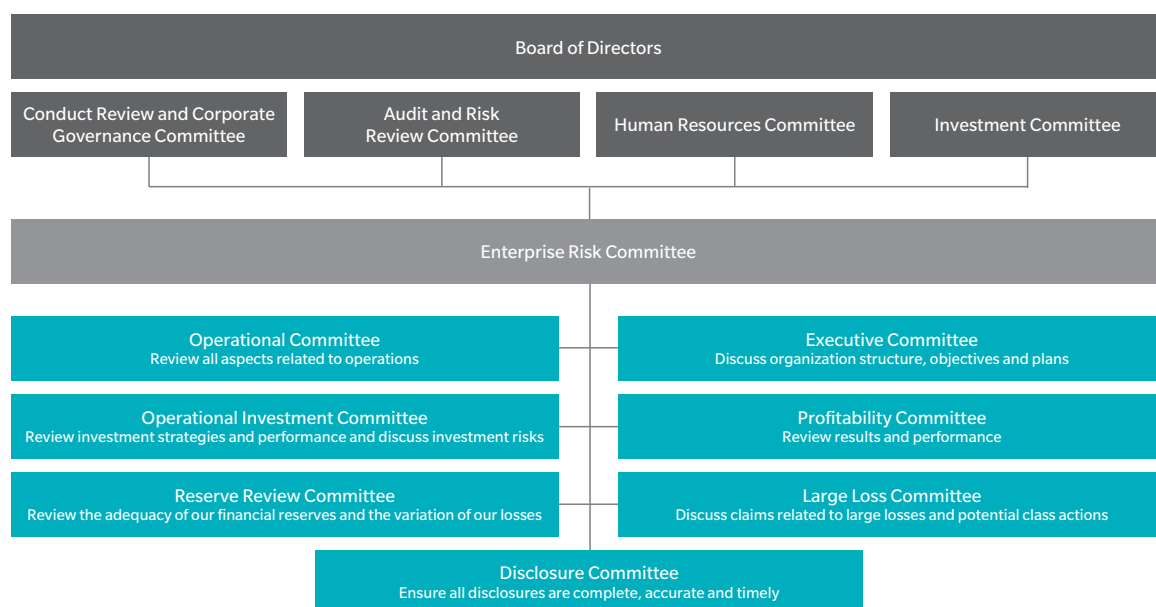 Board of Directors
Conduct Review and Corporate
Governance Committee
Audit and Risk
Review Committee
Human Resources Committee
Investment Committee
Enterprise Risk Committee
Operational Committee
Review all aspects related to operations
Executive Committee
Discuss organization structure, objectives and plans
Operational Investment Committee
Review investment strategies and performance and discuss investment risks
Profitability Committee
Review results and performance
Reserve Review Committee
Review the adequacy of our financial reserves and the variation of our losses
Large Loss Committee
Discuss claims related to large losses and potential class actions
Disclosure Committee
Ensure all disclosures are complete, accurate and timely